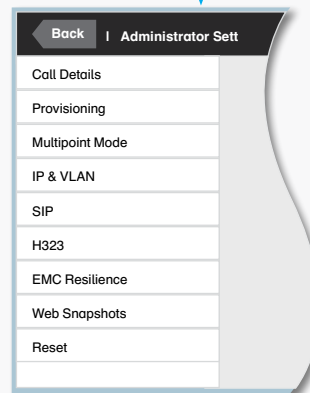 Back | Administrator Sett
Call Details
Provisioning
Multipoint Mode
IP & VLAN
SIP
H323
EMC Resilience
Web Snapshots
Reset